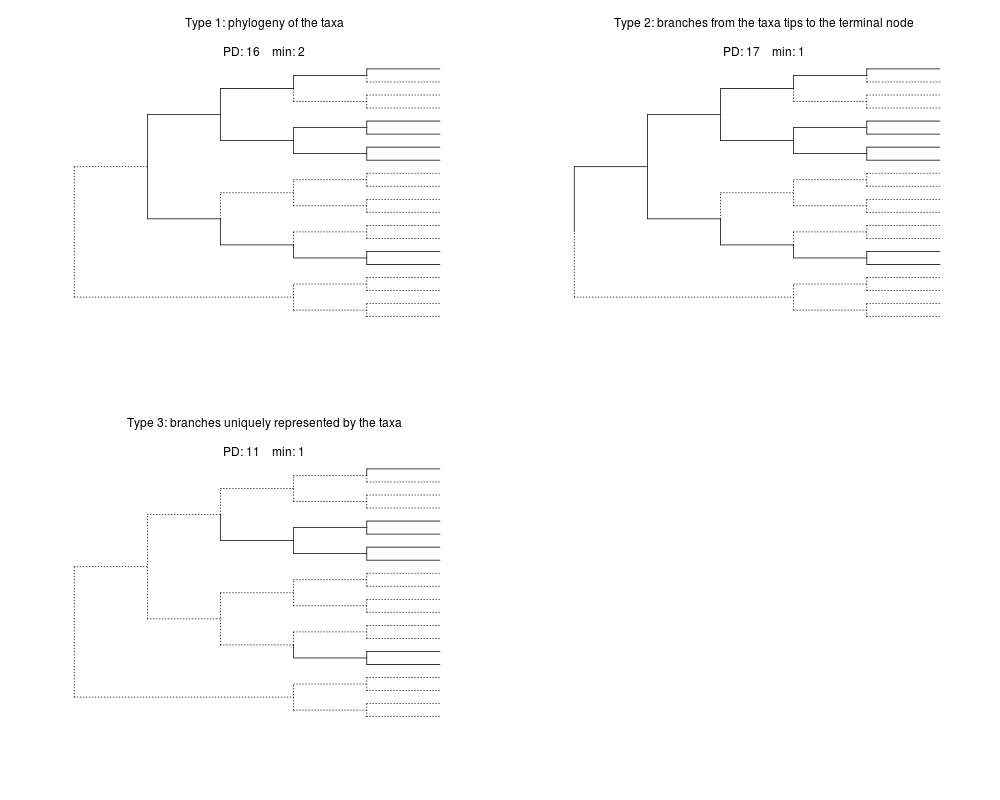 Type 1: phylogeny of the taxa
PD: 16 min: 2
Type 2: branches from the taxa tips to the terminal node
PD: 17 min: 1
Type 3: branches uniquely represented by the taxa
PD: 11 min: 1